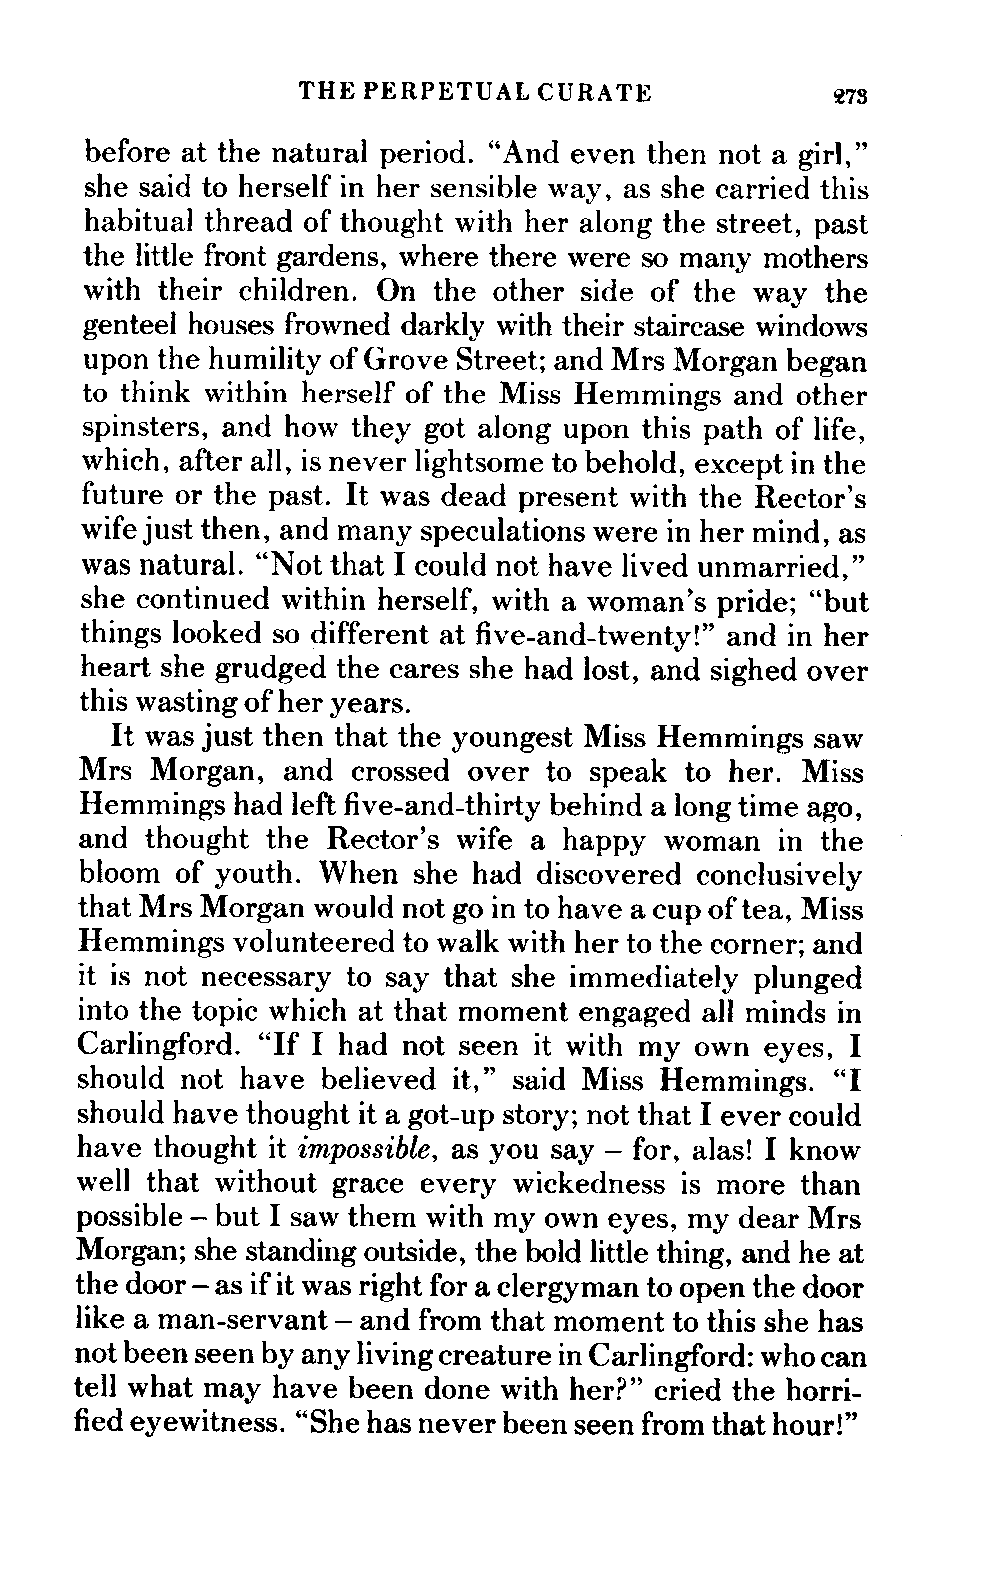 THE PERPETUAL CURATE 273
before at the natural period. “And even then not a girl,”
she said to herself in her sensible way, as she carried this
habitual thread of thought with her along the street, past
the little front gardens, where there were so many mothers
with their children. On the other side of the way the
genteel houses frowned darkly with their staircase windows
upon the humility of Grove Street; and Mrs Morgan began
to think within herself of the Miss Hemmings and other
spinsters, and how they got along upon this path of life,
which, after all, is never lightsome to behold, except in the
future or the past. It was dead present with the Rector’s
wife just then, and many speculations were in her mind, as
was natural. “Not that I could not have lived unmarried,”
she continued within herself, with a woman’s pride; “but
things looked so different at five-and-twenty!” and in her
heart she grudged the cares she had lost, and sighed over
this wasting of her years.
It was just then that the youngest Miss Hemmings saw
Mrs Morgan, and crossed over to speak to her. Miss
Hemmings had left five-and-thirty behind a long time ago,
and thought the Rector’s wife a happy woman in the
bloom of youth. When she had discovered conclusively
that Mrs Morgan would not go in to have a cup of tea, Miss
Hemmings volunteered to walk with her to the corner; and
it is not necessary to say that she immediately plunged
into the topic which at that moment engaged all minds in
Carlingford. “If I had not seen it with my own eyes, I
should not have believed it,” said Miss Hemmings. “I
should have thought it a got-up story; not that I ever could
have thought it impossible, as you say – for, alas! I know
well that without grace every wickedness is more than
possible – but I saw them with my own eyes, my dear Mrs
Morgan; she standing outside, the bold little thing, and he at
the door – as if it was right for a clergyman to open the door
like a man-servant – and from that moment to this she has
not been seen by any living creature in Carlingford: who can
tell what may have been done with her?” cried the horri-
fied eyewitness. “She has never been seen from that hour!”